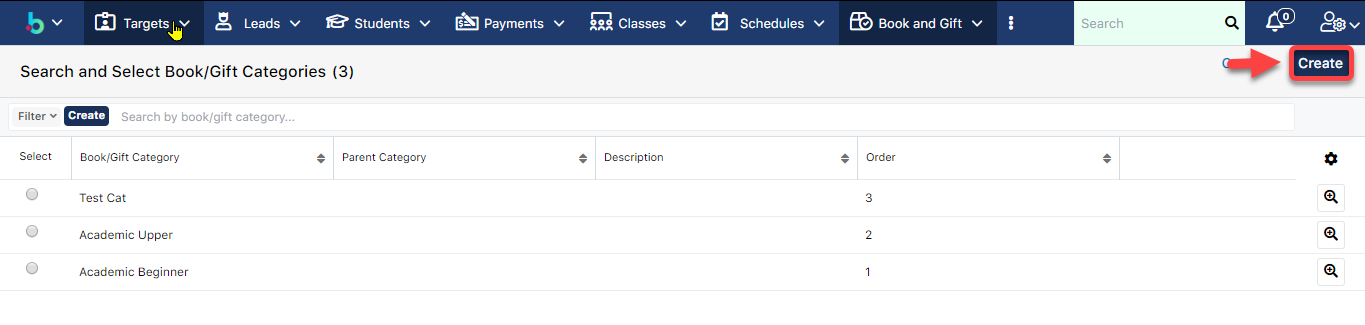 b Targets Leads Students Payments Classes Schedules Book and Gift Search 0
Search and Select Book/Gift Categories (3) Create
Filter Create Search by book/gift category...
Select Book/Gift Category Parent Category Description Order
Test Cat 3
Academic Upper 2
Academic Beginner 1